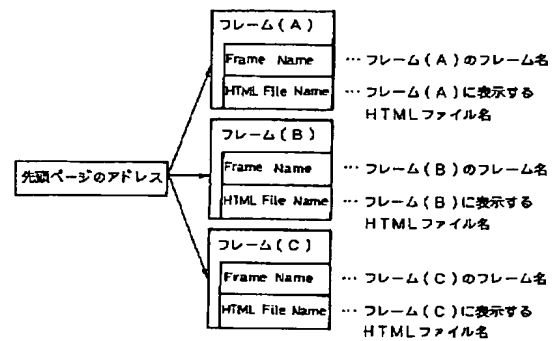 フレーム(A)
Frame Name
… フレーム(A)のフレーム名
HTML File Name
… フレーム(A)に表示する
HTMLファイル名
フレーム(B)
Frame Name
… フレーム(B)のフレーム名
先頭ページのアドレス
HTML File Name
… フレーム(B)に表示する
HTMLファイル名
フレーム(C)
Frame Name
… フレーム(C)のフレーム名
HTML File Name
… フレーム(C)に表示する
HTMLファイル名